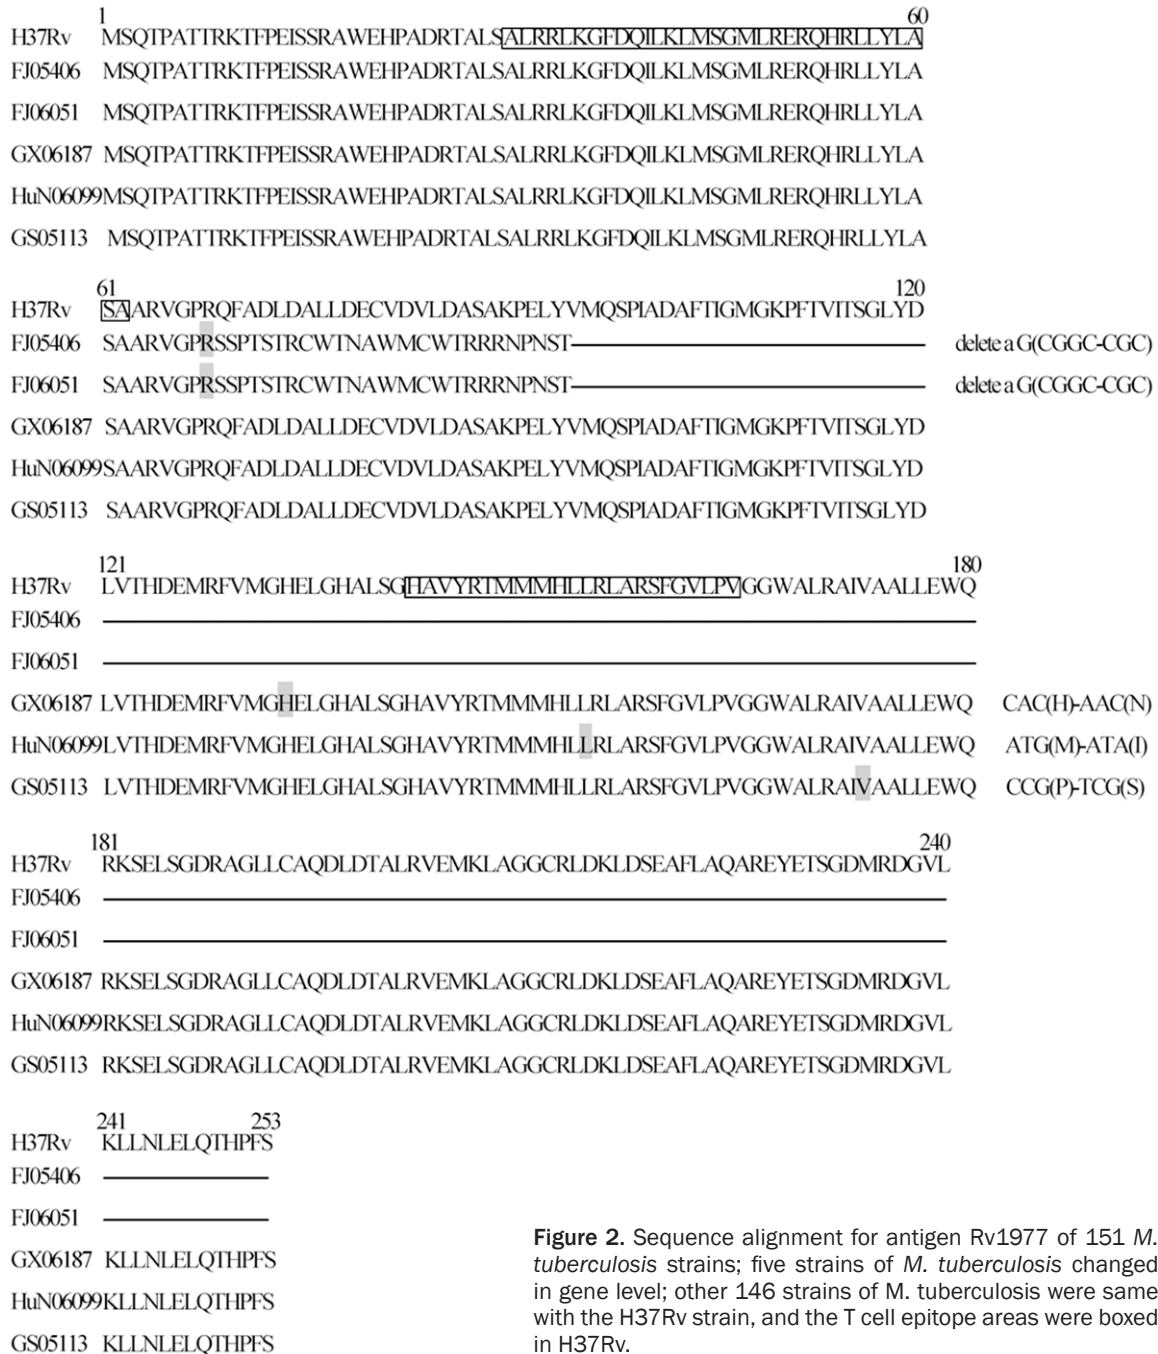 1 60
H37Rv MSQTPATTRKTFPEISSRAWEHPADRTALSALRRLKGFDQILKLMSGMLRERQHRLLYLA
FJ05406 MSQTPATTRKTFPEISSRAWEHPADRTALSALRRLKGFDQILKLMSGMLRERQHRLLYLA
FJ06051 MSQTPATTRKTFPEISSRAWEHPADRTALSALRRLKGFDQILKLMSGMLRERQHRLLYLA
GX06187 MSQTPATTRKTFPEISSRAWEHPADRTALSALRRLKGFDQILKLMSGMLRERQHRLLYLA
HuN06099MSQTPATTRKTFPEISSRAWEHPADRTALSALRRLKGFDQILKLMSGMLRERQHRLLYLA
GS05113 MSQTPATTRKTFPEISSRAWEHPADRTALSALRRLKGFDQILKLMSGMLRERQHRLLYLA
61 120
H37Rv SAARVGPRQFADLDALLDECVDVLDASAKPELYVMQSPIADAFTIGMGKPFTVITSGLYD
FJ05406 SAARVGPRSSPTSTRCWTNAWMCWTRRRNPNST delete a G(CGGC-CGC)
FJ06051 SAARVGPRSSPTSTRCWTNAWMCWTRRRNPNST delete a G(CGGC-CGC)
GX06187 SAARVGPRQFADLDALLDECVDVLDASAKPELYVMQSPIADAFTIGMGKPFTVITSGLYD
HuN06099SAARVGPRQFADLDALLDECVDVLDASAKPELYVMQSPIADAFTIGMGKPFTVITSGLYD
GS05113 SAARVGPRQFADLDALLDECVDVLDASAKPELYVMQSPIADAFTIGMGKPFTVITSGLYD
121 180
H37Rv LVTHDEMRFVMGHELGHALSGHAVYRTMMMHLLRLARSFGVLPVGGWALRAIVAALLEWQ
FJ05406
FJ06051
GX06187 LVTHDEMRFVMGHELGHALSGHAVYRTMMMHLLRLARSFGVLPVGGWALRAIVAALLEWQ CAC(H)-AAC(N)
HuN06099LVTHDEMRFVMGHELGHALSGHAVYRTMMMHLLRLARSFGVLPVGGWALRAIVAALLEWQ ATG(M)-ATA(I)
GS05113 LVTHDEMRFVMGHELGHALSGHAVYRTMMMHLLRLARSFGVLPVGGWALRAIVAALLEWQ CCG(P)-TCG(S)
181 240
H37Rv RKSELSGDRAGLLCAQDLDTALRVEMKLAGGCRLDKLDSEAFLAQAREYETSGDMRDGVL
FJ05406
FJ06051
GX06187 RKSELSGDRAGLLCAQDLDTALRVEMKLAGGCRLDKLDSEAFLAQAREYETSGDMRDGVL
HuN06099RKSELSGDRAGLLCAQDLDTALRVEMKLAGGCRLDKLDSEAFLAQAREYETSGDMRDGVL
GS05113 RKSELSGDRAGLLCAQDLDTALRVEMKLAGGCRLDKLDSEAFLAQAREYETSGDMRDGVL
241 253
H37Rv KLLNLELQTHPFS
FJ05406
FJ06051
GX06187 KLLNLELQTHPFS
HuN06099KLLNLELQTHPFS
GS05113 KLLNLELQTHPFS
Figure 2. Sequence alignment for antigen Rv1977 of 151 M.
tuberculosis strains; five strains of M. tuberculosis changed
in gene level; other 146 strains of M. tuberculosis were same
with the H37Rv strain, and the T cell epitope areas were boxed
in H37Rv.